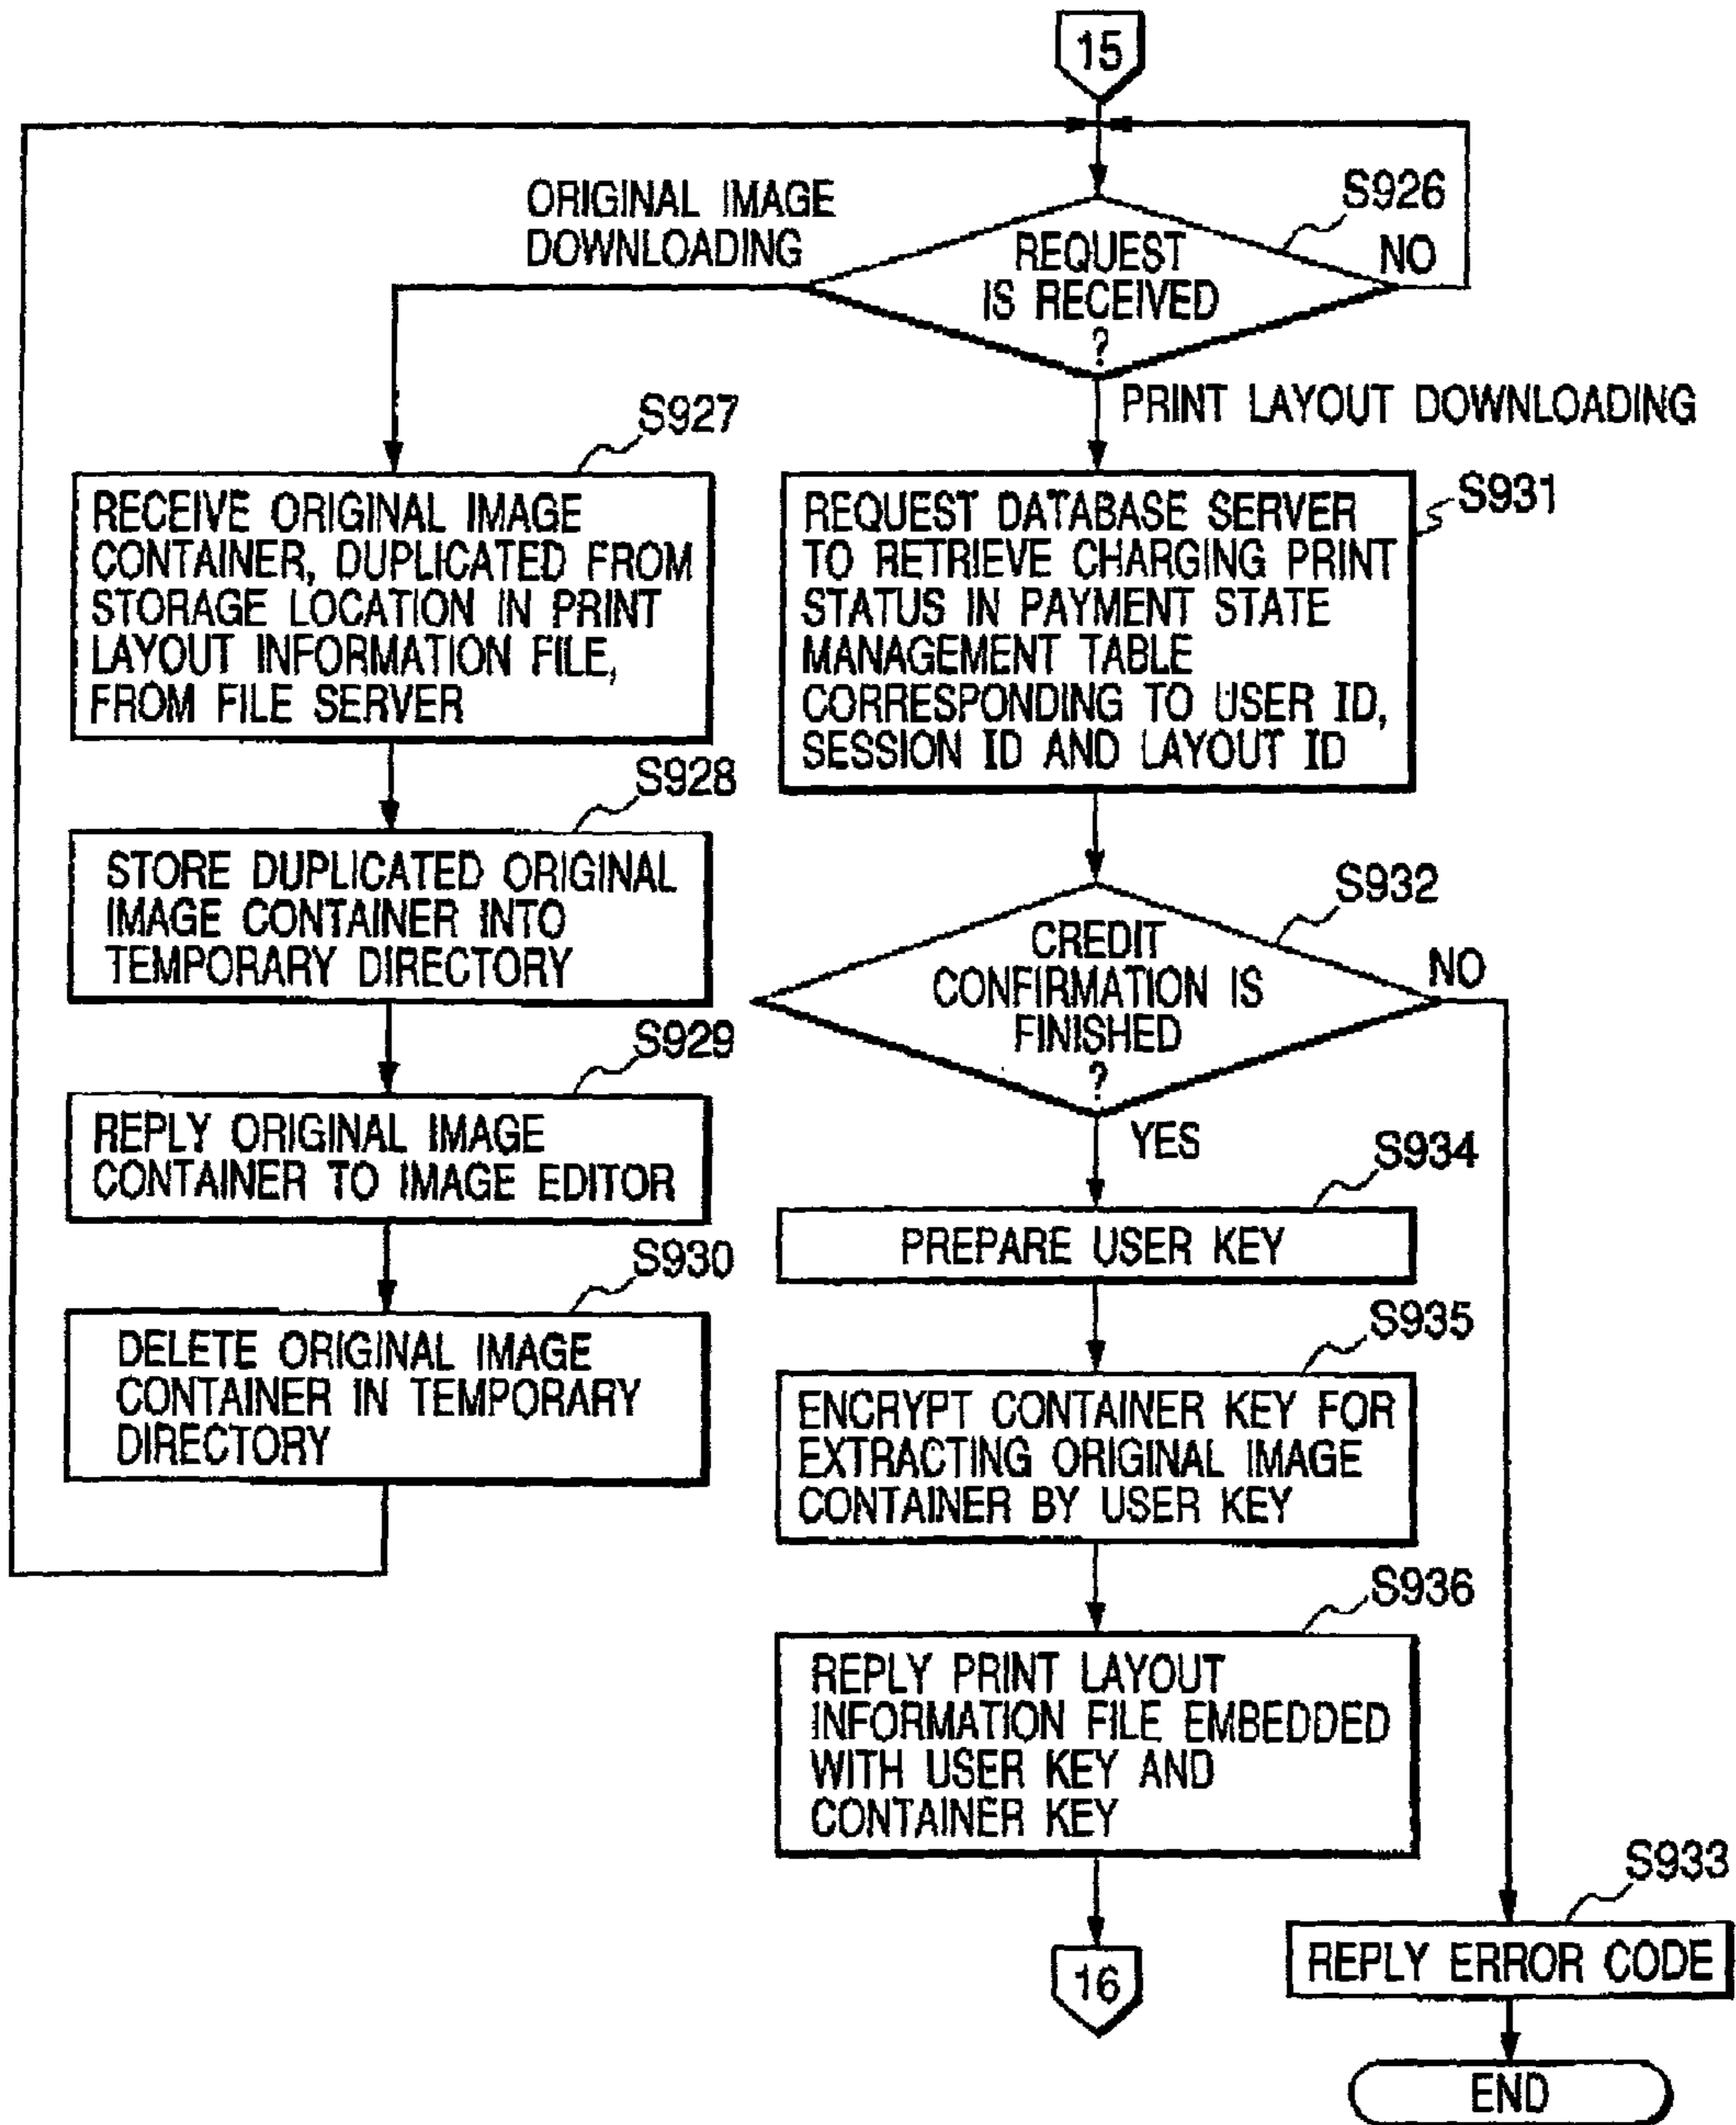 15
ORIGINAL IMAGE
DOWNLOADING
S926
REQUEST
IS RECEIVED
?
NO
PRINT LAYOUT DOWNLOADING
S927
RECEIVE ORIGINAL IMAGE
CONTAINER, DUPLICATED FROM
STORAGE LOCATION IN PRINT
LAYOUT INFORMATION FILE,
FROM FILE SERVER
S928
STORE DUPLICATED ORIGINAL
IMAGE CONTAINER INTO
TEMPORARY DIRECTORY
S929
REPLY ORIGINAL IMAGE
CONTAINER TO IMAGE EDITOR
S930
DELETE ORIGINAL IMAGE
CONTAINER IN TEMPORARY
DIRECTORY
S931
REQUEST DATABASE SERVER
TO RETRIEVE CHARGING PRINT
STATUS IN PAYMENT STATE
MANAGEMENT TABLE
CORRESPONDING TO USER ID,
SESSION ID AND LAYOUT ID
S932
CREDIT
CONFIRMATION IS
FINISHED
?
NO
YES
S934
PREPARE USER KEY
S935
ENCRYPT CONTAINER KEY FOR
EXTRACTING ORIGINAL IMAGE
CONTAINER BY USER KEY
S936
REPLY PRINT LAYOUT
INFORMATION FILE EMBEDDED
WITH USER KEY AND
CONTAINER KEY
16
S933
REPLY ERROR CODE
END